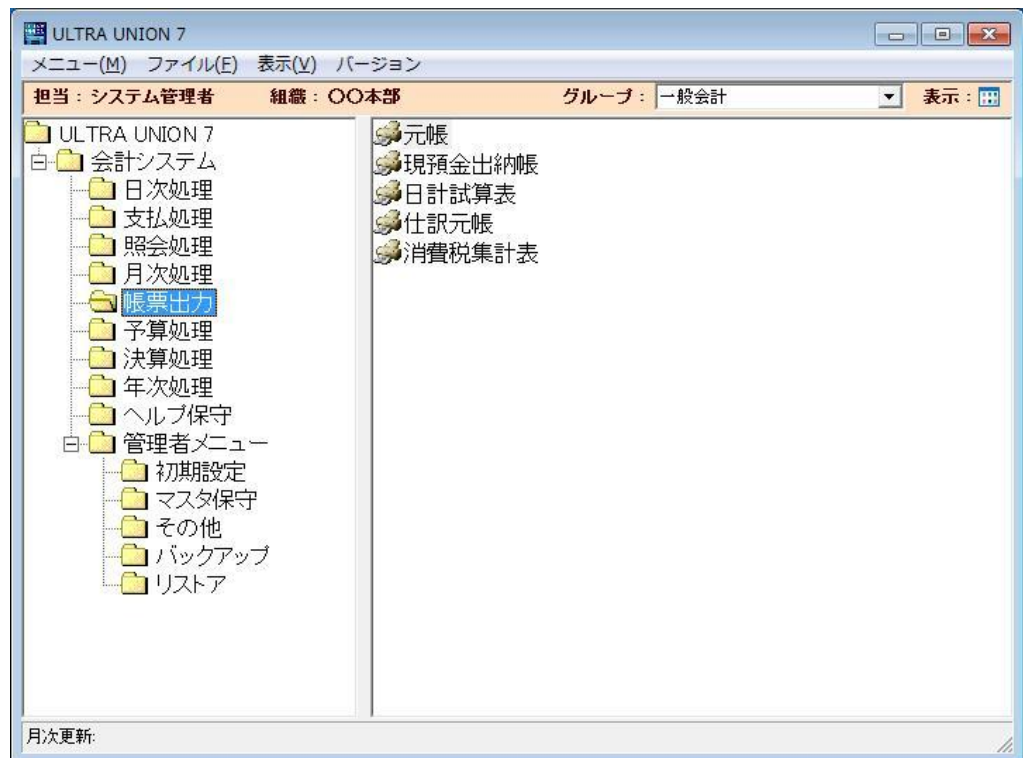 ULTRA UNION 7
メニュー(M) ファイル(F) 表示(V) バージョン
担当：システム管理者 組織：〇〇本部 グループ： 一般会計 表示：
ULTRA UNION 7
会計システム
日次処理
支払処理
照会処理
月次処理
帳票出力
予算処理
決算処理
年次処理
ヘルプ保守
管理者メニュー
初期設定
マスタ保守
その他
バックアップ
リストア
元帳
現預金出納帳
日計試算表
仕訳元帳
消費税集計表
月次更新: